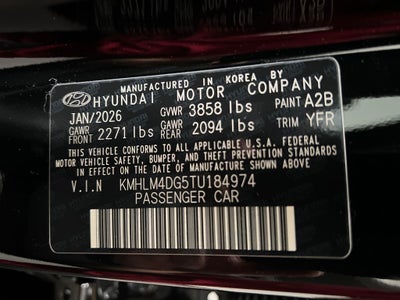 MANUFACTURED IN KOREA BY
HYUNDAI MOTOR COMPANY
JAN/2026 GVWR 3858 lbs PAINT A2B
GAWR 2271 lbs GAWR 2094 lbs TRIM YFR
THIS VEHICLE CONFORMS TO ALL APPLICABLE U.S.A. FEDERAL
MOTOR VEHICLE SAFETY, BUMPER, AND THEFT PREVENTION STANDARDS
IN EFFECT ON THE DATE OF MANUFACTURE SHOWN ABOVE.
V.I.N KMHLM4DG5TU184974
PASSENGER CAR